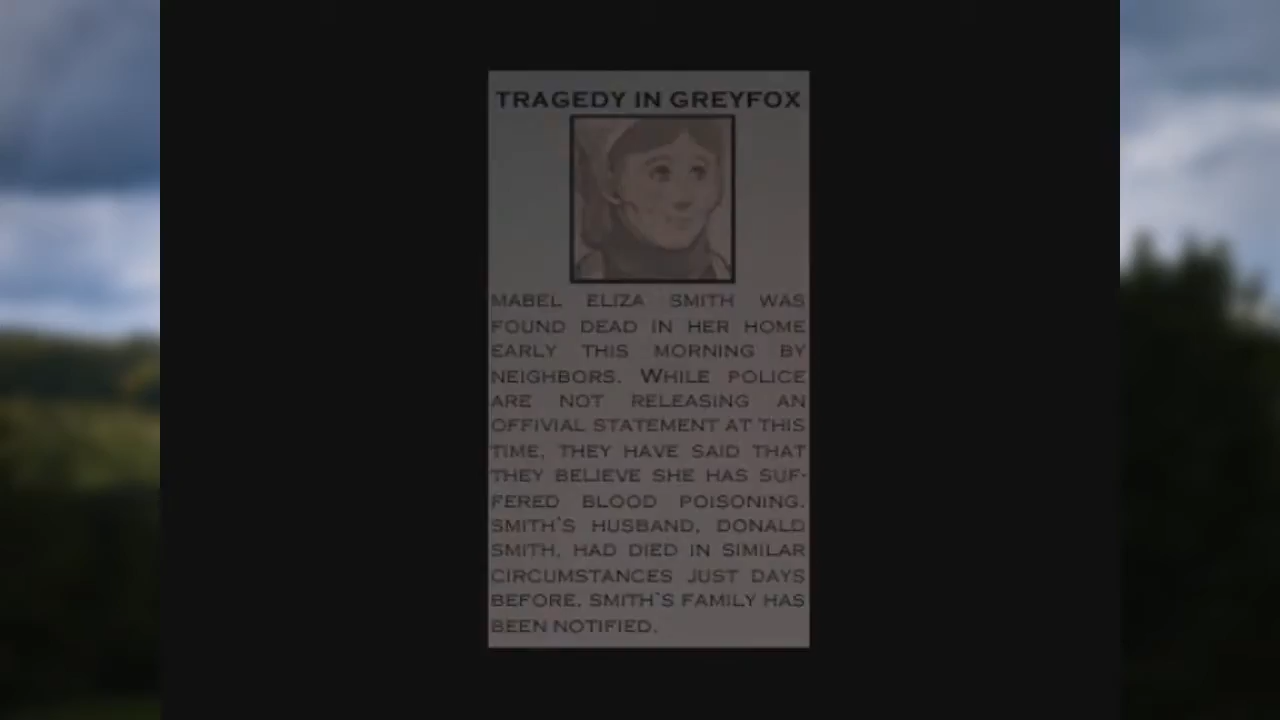 TRAGEDY IN GREYFOX
MABEL ELIZA SMITH WAS
FOUND DEAD IN HER HOME
EARLY THIS MORNING BY
NEIGHBORS. WHILE POLICE
ARE NOT RELEASING AN
OFFIVIAL STATEMENT AT THIS
TIME, THEY HAVE SAID THAT
THEY BELIEVE SHE HAS SUF-
FERED BLOOD POISONING.
SMITH'S HUSBAND, DONALD
SMITH, HAD DIED IN SIMILAR
CIRCUMSTANCES JUST DAYS
BEFORE. SMITH'S FAMILY HAS
BEEN NOTIFIED.